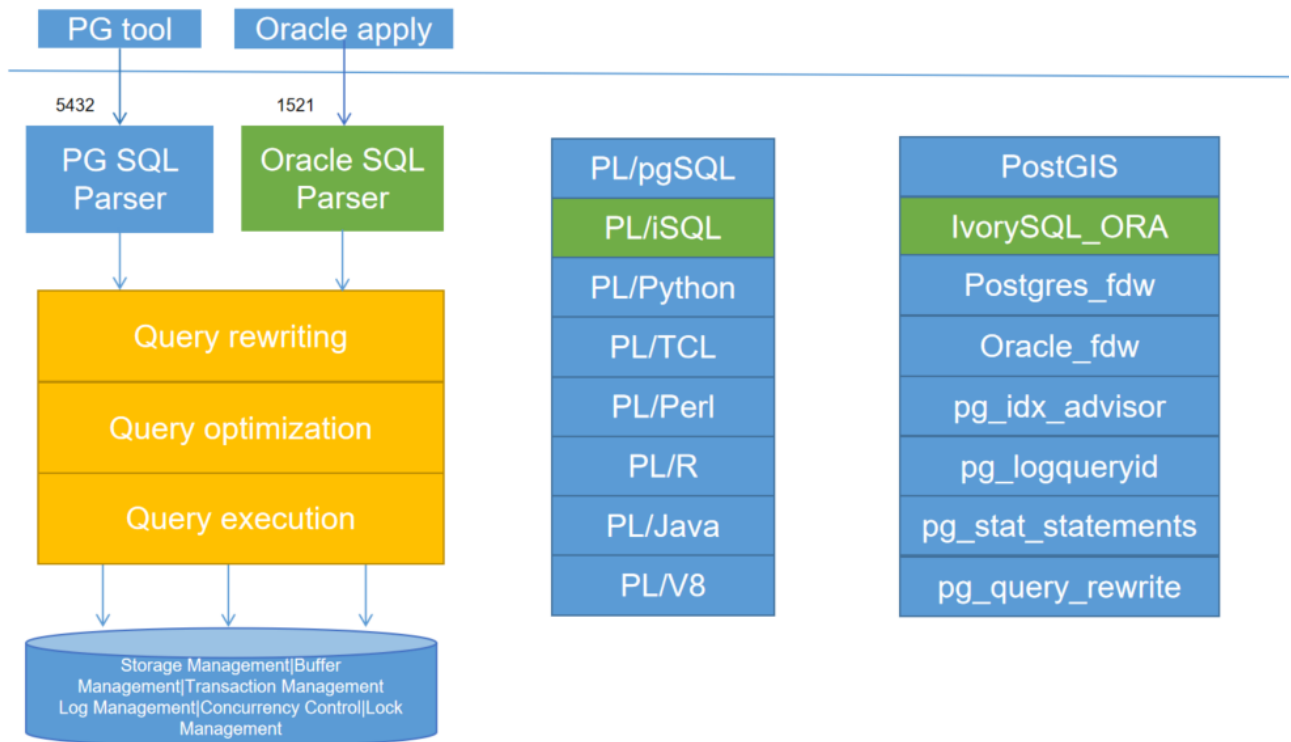 PG tool
Oracle apply
5432
1521
PG SQL
Parser
Oracle SQL
Parser
Query rewriting
Query optimization
Query execution
Storage Management|Buffer
Management|Transaction Management
Log Management|Concurrency Control|Lock
Management
PL/pgSQL
PL/iSQL
PL/Python
PL/TCL
PL/Perl
PL/R
PL/Java
PL/V8
PostGIS
IvorySQL_ORA
Postgres_fdw
Oracle_fdw
pg_idx_advisor
pg_logqueryid
pg_stat_statements
pg_query_rewrite